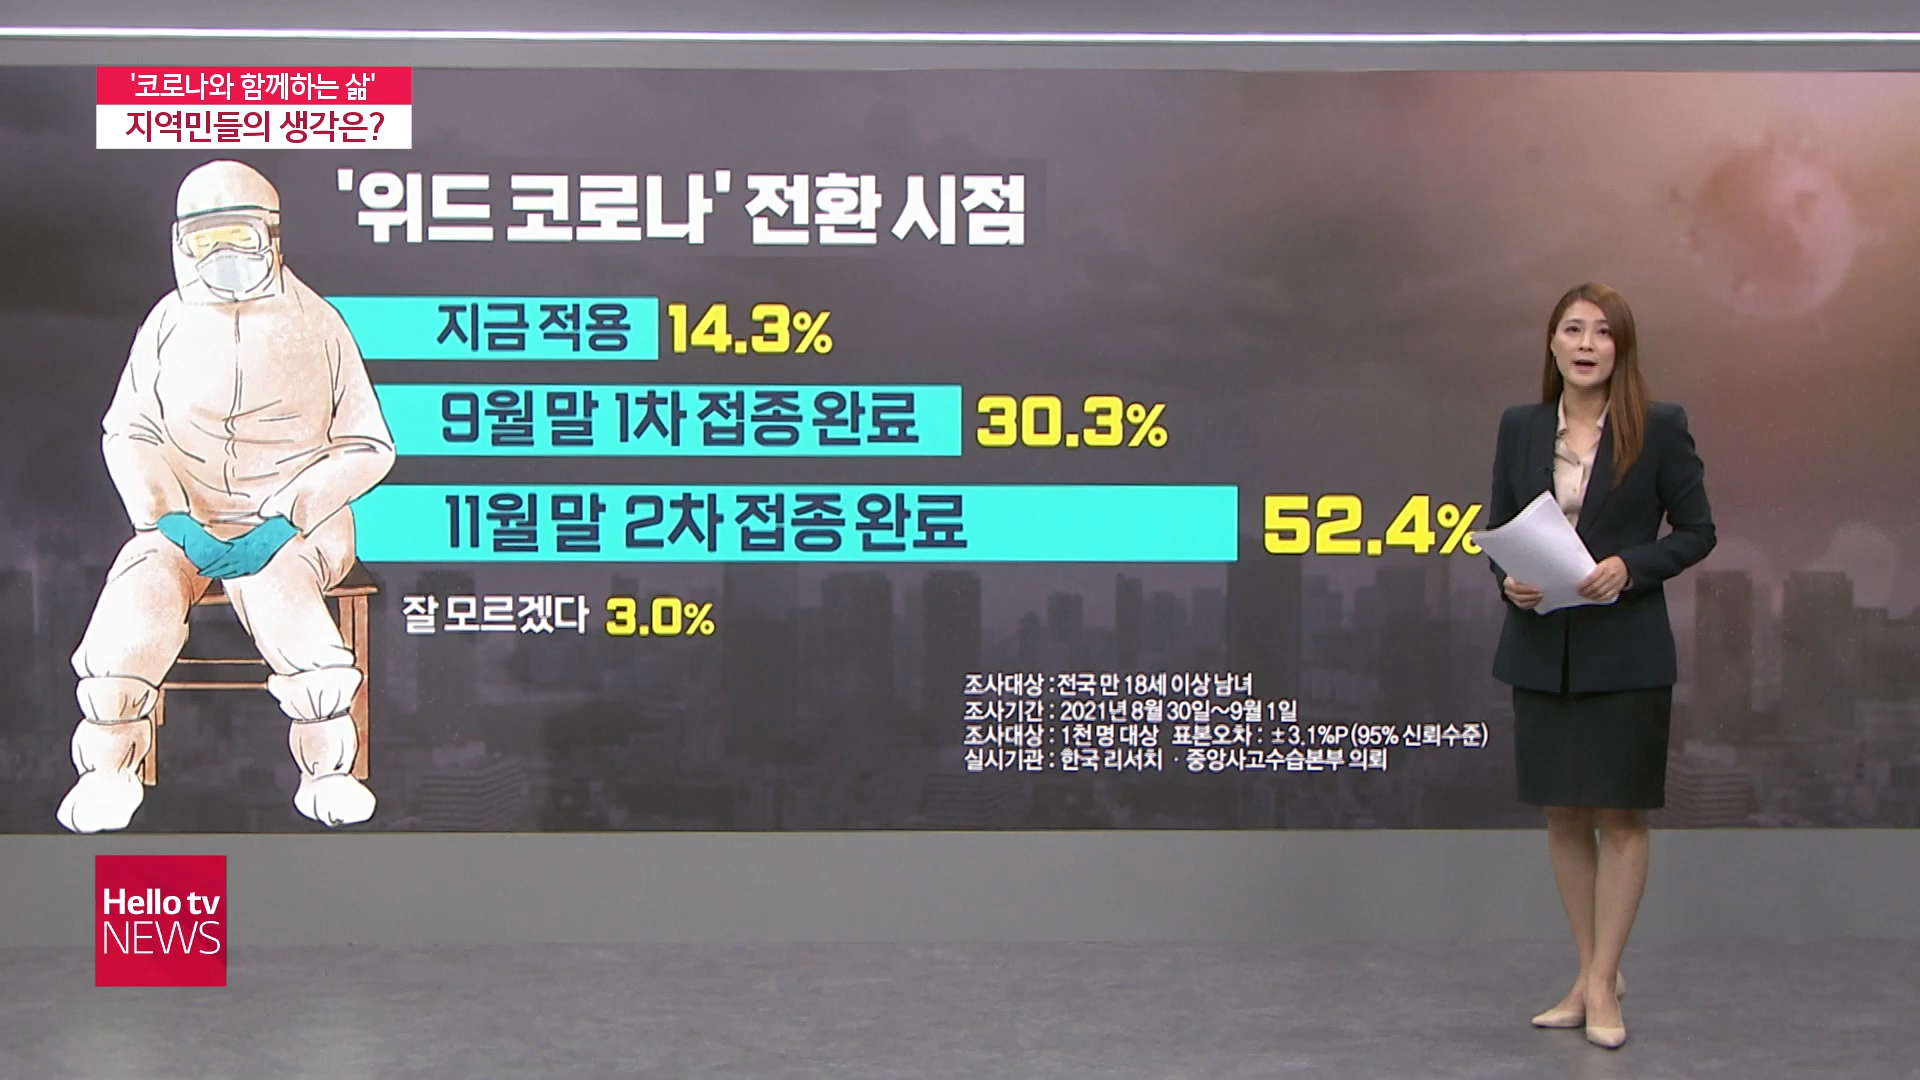 '코로나와 함께하는 삶'
지역민들의 생각은?
'위드 코로나' 전환 시점
지금 적용 14.3%
9월 말 1차 접종 완료 30.3%
11월 말 2차 접종 완료 52.4%
잘 모르겠다 3.0%
조사대상 : 전국 만 18세 이상 남녀
조사기간 : 2021년 8월 30일~9월 1일
조사대상 : 1천 명 대상 표본오차 : ±3.1%P (95% 신뢰수준)
실시기관 : 한국 리서치 · 중앙사고수습본부 의뢰
Hello tv
NEWS